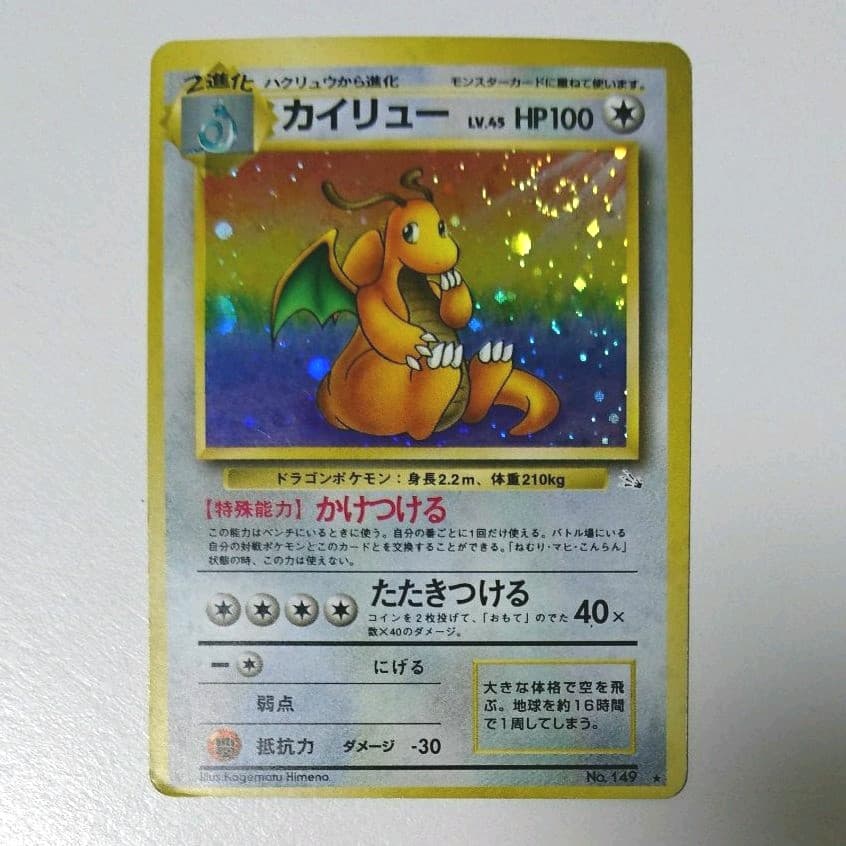 2進化 ハクリュウから進化 モンスターカードに重ねて使います。
カイリュー LV.45 HP100
ドラゴンポケモン：身長2.2m、体重210kg
【特殊能力】かけつける
この能力はベンチにいるときに使う。自分の番ごとに1回だけ使える。バトル場にいる
自分の対戦ポケモンとこのカードとを交換することができる。「ねむり・マヒ・こんらん」
状態の時、この力は使えない。
たたきつける
コインを2枚投げて、「おもて」のでた 40×
数×40のダメージ。
ー にげる
弱点
抵抗力 ダメージ -30
大きな体格で空を飛
ぶ。地球を約16時間
で1周してしまう。
Illus.Kagemaru Himeno No. 149 ★